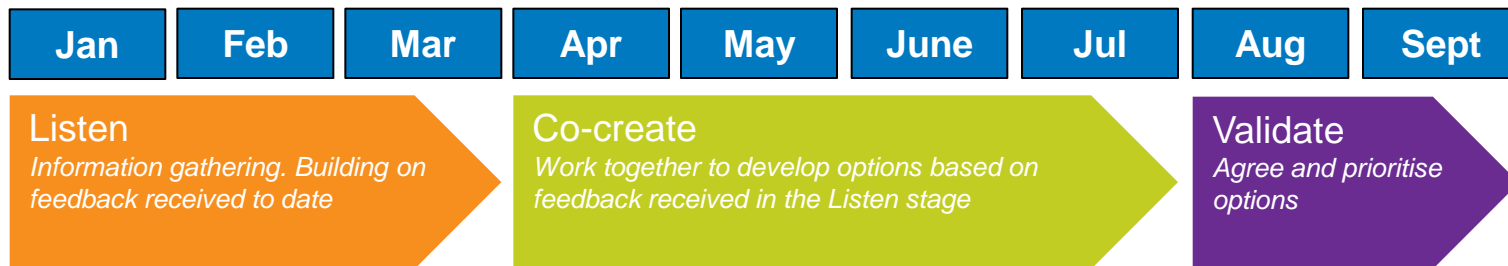 Jan Feb Mar Apr May June Jul Aug Sept
Listen
Information gathering. Building on
feedback received to date
Co-create
Work together to develop options based on
feedback received in the Listen stage
Validate
Agree and prioritise
options